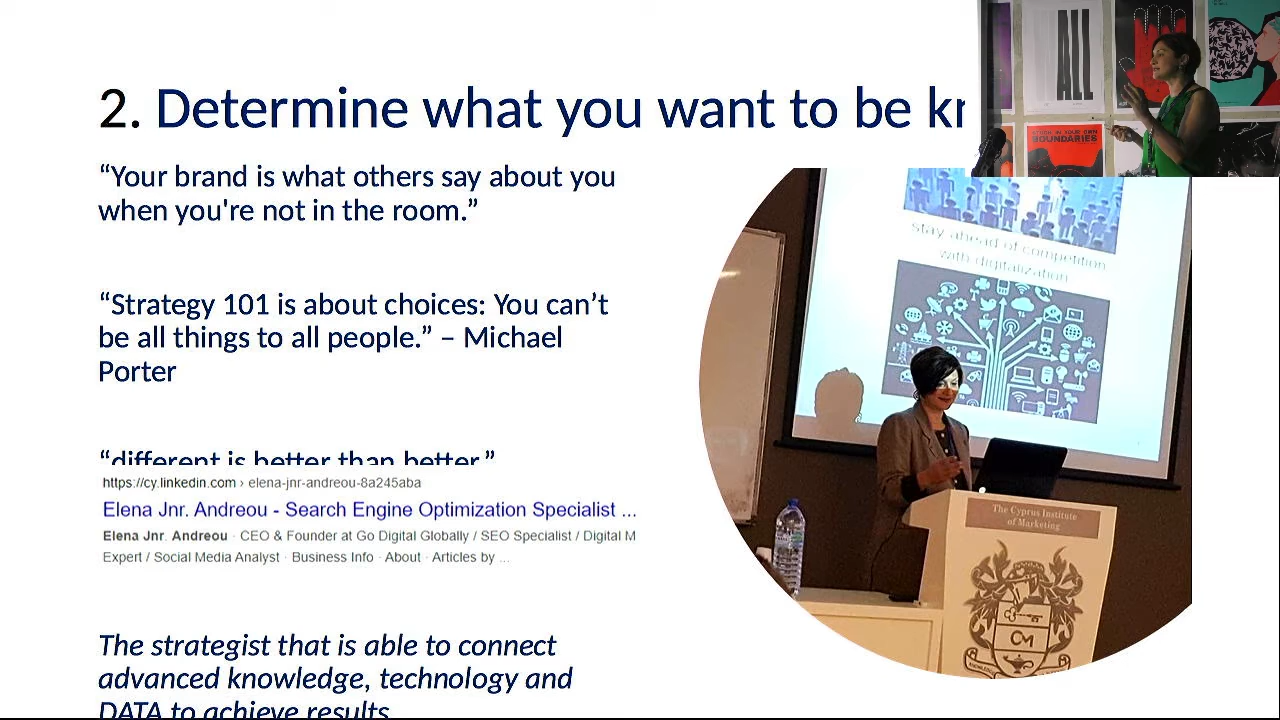 2. Determine what you want to be kr
“Your brand is what others say about you
when you're not in the room.”
“Strategy 101 is about choices: You can’t
be all things to all people.” – Michael
Porter
“different is better than better.”
https://cy.linkedin.com › elena-jnr-andreou-8a245aba
Elena Jnr. Andreou - Search Engine Optimization Specialist ...
Elena Jnr. Andreou · CEO & Founder at Go Digital Globally / SEO Specialist / Digital M
Expert / Social Media Analyst · Business Info · About · Articles by ...
The strategist that is able to connect
advanced knowledge, technology and
DATA to achieve results
ALL
BOUNDARIES
stay ahead of competition
with digitalization
The Cyprus Institute
of Marketing
CM